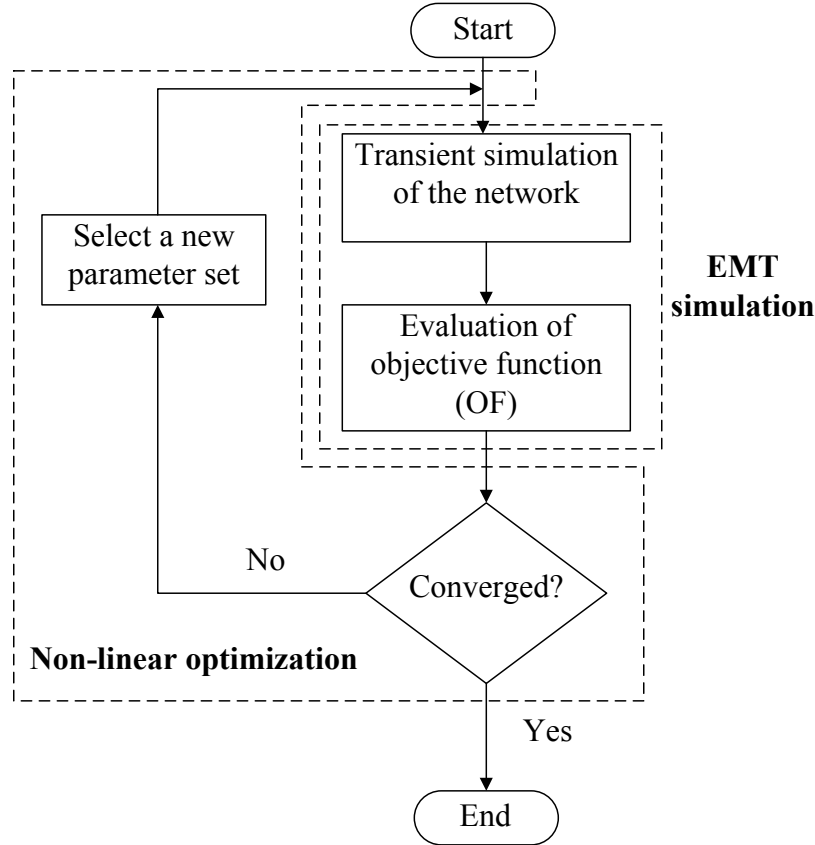 Start
Transient simulation
of the network
Select a new
parameter set
EMT
simulation
Evaluation of
objective function
(OF)
No
Converged?
Non-linear optimization
Yes
End